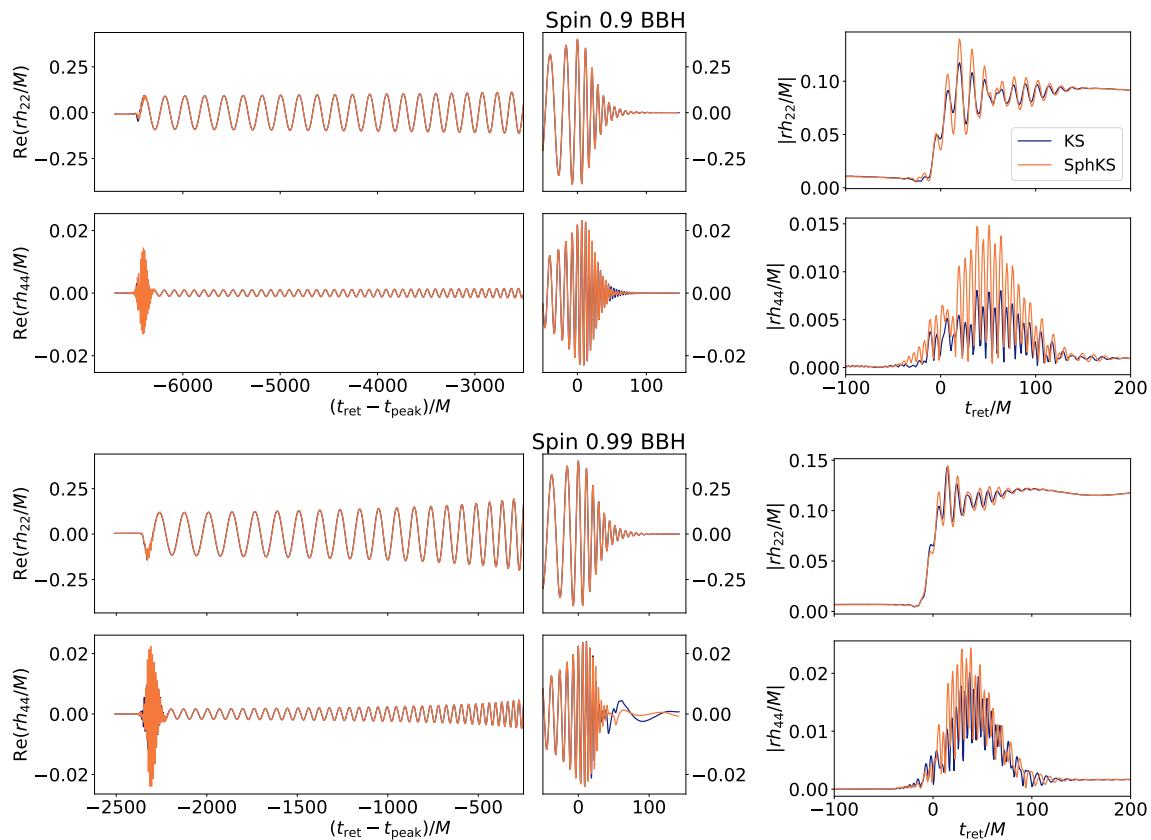 Spin 0.9 BBH
Re(rh₂₂/M)
0.25
0.00
−0.25
0.25
0.00
−0.25
|rh₂₂/M|
0.10
0.05
0.00
KS
SphKS
Re(rh₄₄/M)
0.02
0.00
−0.02
0.02
0.00
−0.02
|rh₄₄/M|
0.015
0.010
0.005
0.000
−6000 −5000 −4000 −3000
0 100
−100 0 100 200
(t_ret − t_peak)/M
t_ret/M
Spin 0.99 BBH
Re(rh₂₂/M)
0.25
0.00
−0.25
0.25
0.00
−0.25
|rh₂₂/M|
0.15
0.10
0.05
0.00
Re(rh₄₄/M)
0.02
0.00
−0.02
0.02
0.00
−0.02
|rh₄₄/M|
0.02
0.01
0.00
−2500 −2000 −1500 −1000 −500
0 100
−100 0 100 200
(t_ret − t_peak)/M
t_ret/M